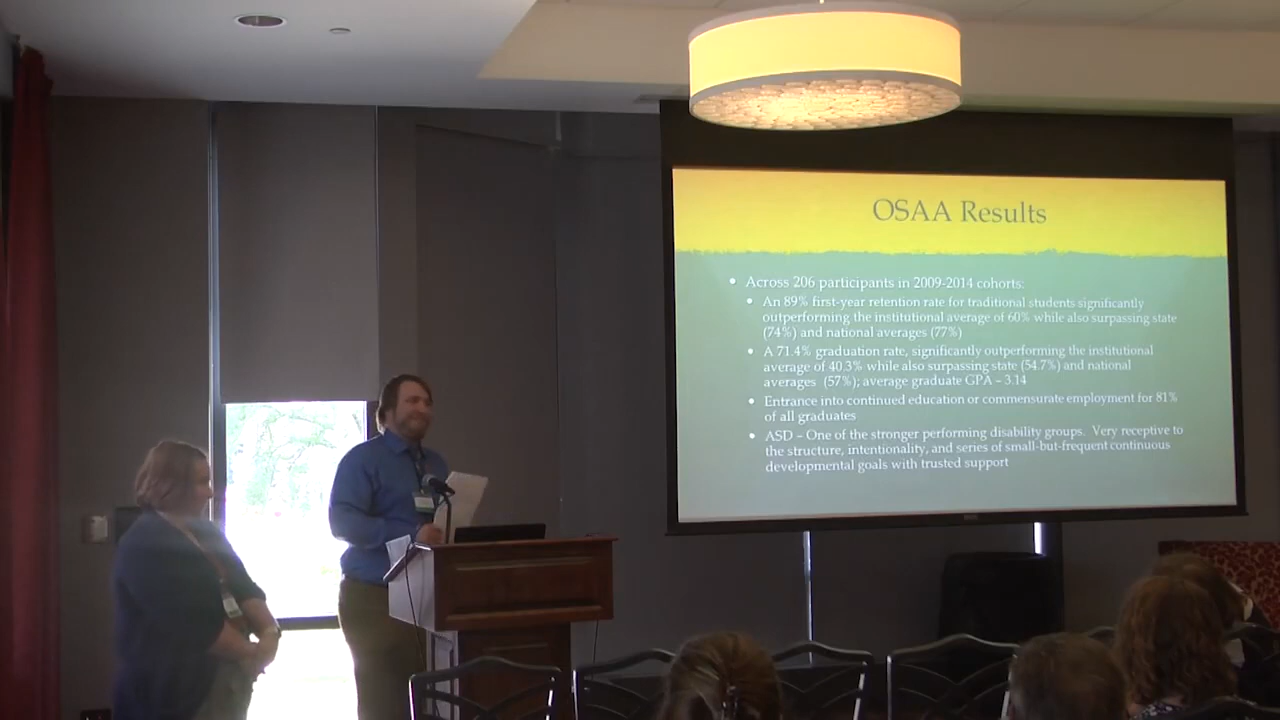 OSAA Results
• Across 206 participants in 2009-2014 cohorts:
• An 89% first-year retention rate for traditional students significantly
outperforming the institutional average of 60% while also surpassing state
(74%) and national averages (77%)
• A 71.4% graduation rate, significantly outperforming the institutional
average of 40.3% while also surpassing state (54.7%) and national
averages (57%); average graduate GPA – 3.14
• Entrance into continued education or commensurate employment for 81%
of all graduates
• ASD – One of the stronger performing disability groups. Very receptive to
the structure, intentionality, and series of small-but-frequent continuous
developmental goals with trusted support